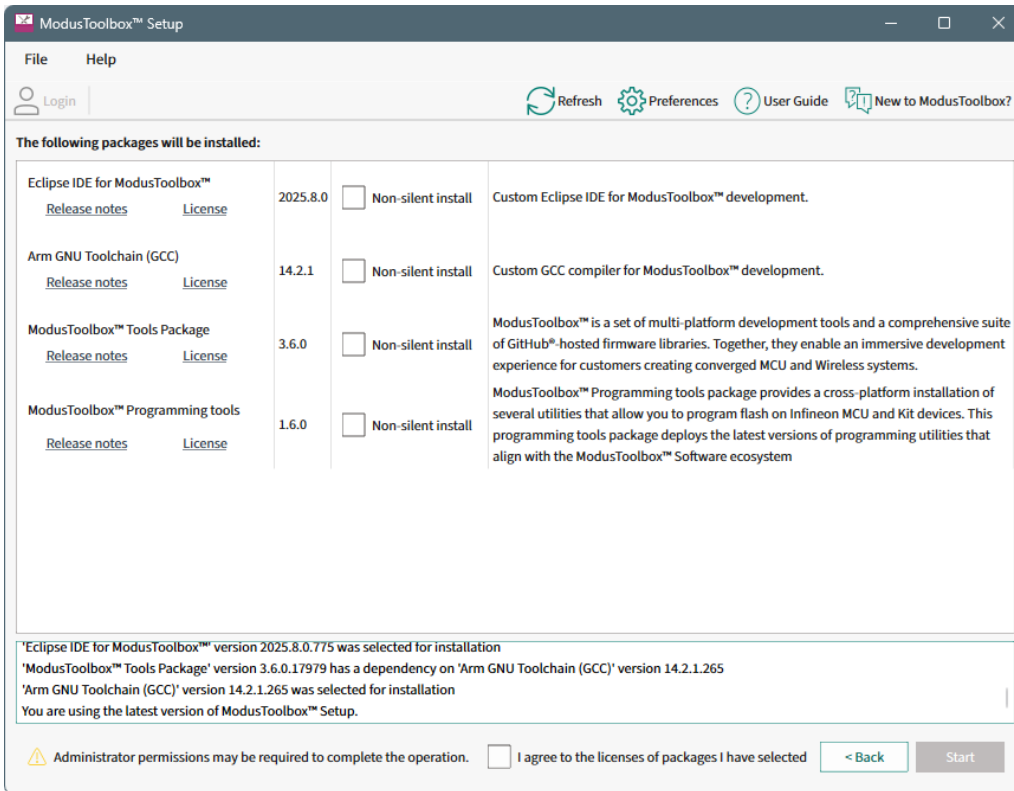 ModusToolbox™ Setup
File Help
Login Refresh Preferences User Guide New to ModusToolbox?
The following packages will be installed:
Eclipse IDE for ModusToolbox™
Release notes License
2025.8.0
Non-silent install
Custom Eclipse IDE for ModusToolbox™ development.
Arm GNU Toolchain (GCC)
Release notes License
14.2.1
Non-silent install
Custom GCC compiler for ModusToolbox™ development.
ModusToolbox™ Tools Package
Release notes License
3.6.0
Non-silent install
ModusToolbox™ is a set of multi-platform development tools and a comprehensive suite
of GitHub®-hosted firmware libraries. Together, they enable an immersive development
experience for customers creating converged MCU and Wireless systems.
ModusToolbox™ Programming tools
Release notes License
1.6.0
Non-silent install
ModusToolbox™ Programming tools package provides a cross-platform installation of
several utilities that allow you to program flash on Infineon MCU and Kit devices. This
programming tools package deploys the latest versions of programming utilities that
align with the ModusToolbox™ Software ecosystem
'Eclipse IDE for ModusToolbox™' version 2025.8.0.775 was selected for installation
'ModusToolbox™ Tools Package' version 3.6.0.17979 has a dependency on 'Arm GNU Toolchain (GCC)' version 14.2.1.265
'Arm GNU Toolchain (GCC)' version 14.2.1.265 was selected for installation
You are using the latest version of ModusToolbox™ Setup.
Administrator permissions may be required to complete the operation. I agree to the licenses of packages I have selected < Back Start